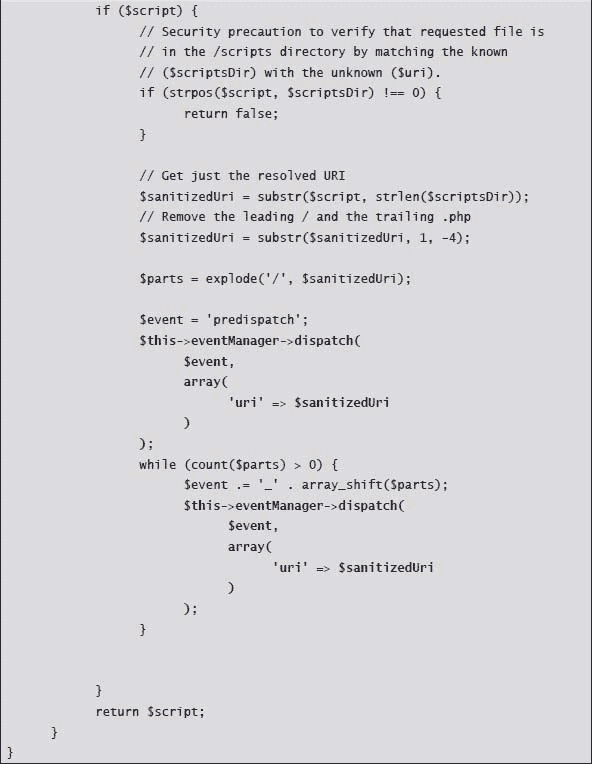 if ($script) {
// Security precaution to verify that requested file is
// in the /scripts directory by matching the known
// ($scriptsDir) with the unknown ($uri).
if (strpos($script, $scriptsDir) !== 0) {
return false;
}
// Get just the resolved URI
$sanitizedUri = substr($script, strlen($scriptsDir));
// Remove the leading / and the trailing .php
$sanitizedUri = substr($sanitizedUri, 1, -4);
$parts = explode('/', $sanitizedUri);
$event = 'predispatch';
$this->eventManager->dispatch(
$event,
array(
'uri' => $sanitizedUri
)
);
while (count($parts) > 0) {
$event .= '_' . array_shift($parts);
$this->eventManager->dispatch(
$event,
array(
'uri' => $sanitizedUri
)
);
}
}
return $script;
}
}